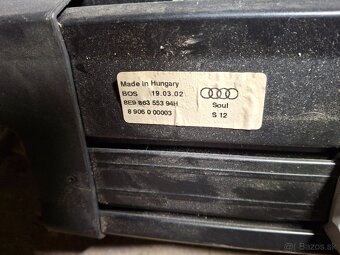 Made in Hungary
BOS 19.03.02
8E9 863 553 94H Soul
8 906 0 00003 S 12
Bazos.sk